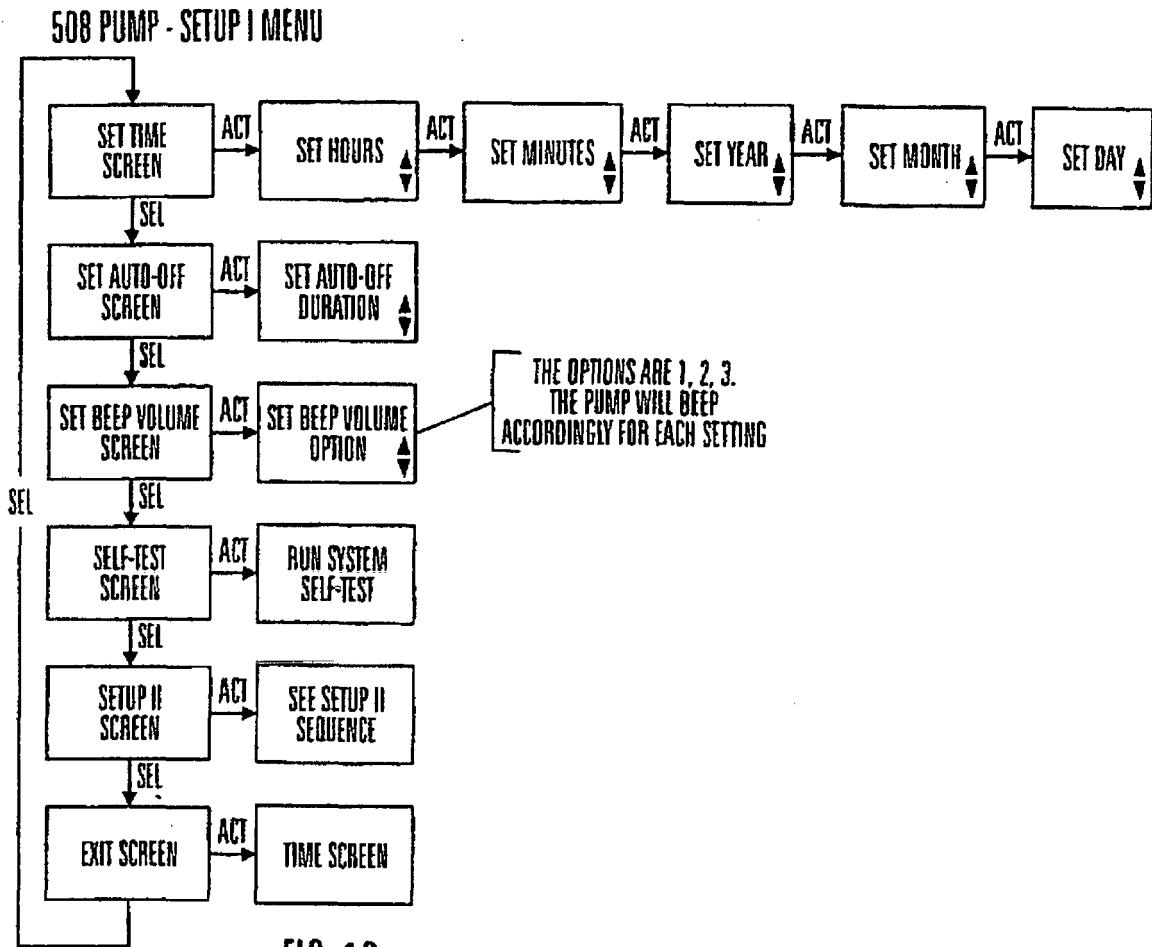 508 PUMP - SETUP I MENU
SET TIME
SCREEN
ACT
SET HOURS
ACT
SET MINUTES
ACT
SET YEAR
ACT
SET MONTH
ACT
SET DAY
SEL
SET AUTO-OFF
SCREEN
ACT
SET AUTO-OFF
DURATION
SEL
SET BEEP VOLUME
SCREEN
ACT
SET BEEP VOLUME
OPTION
THE OPTIONS ARE 1, 2, 3.
THE PUMP WILL BEEP
ACCORDINGLY FOR EACH SETTING
SEL
SEL
SELF-TEST
SCREEN
ACT
RUN SYSTEM
SELF-TEST
SEL
SETUP II
SCREEN
ACT
SEE SETUP II
SEQUENCE
SEL
EXIT SCREEN
ACT
TIME SCREEN